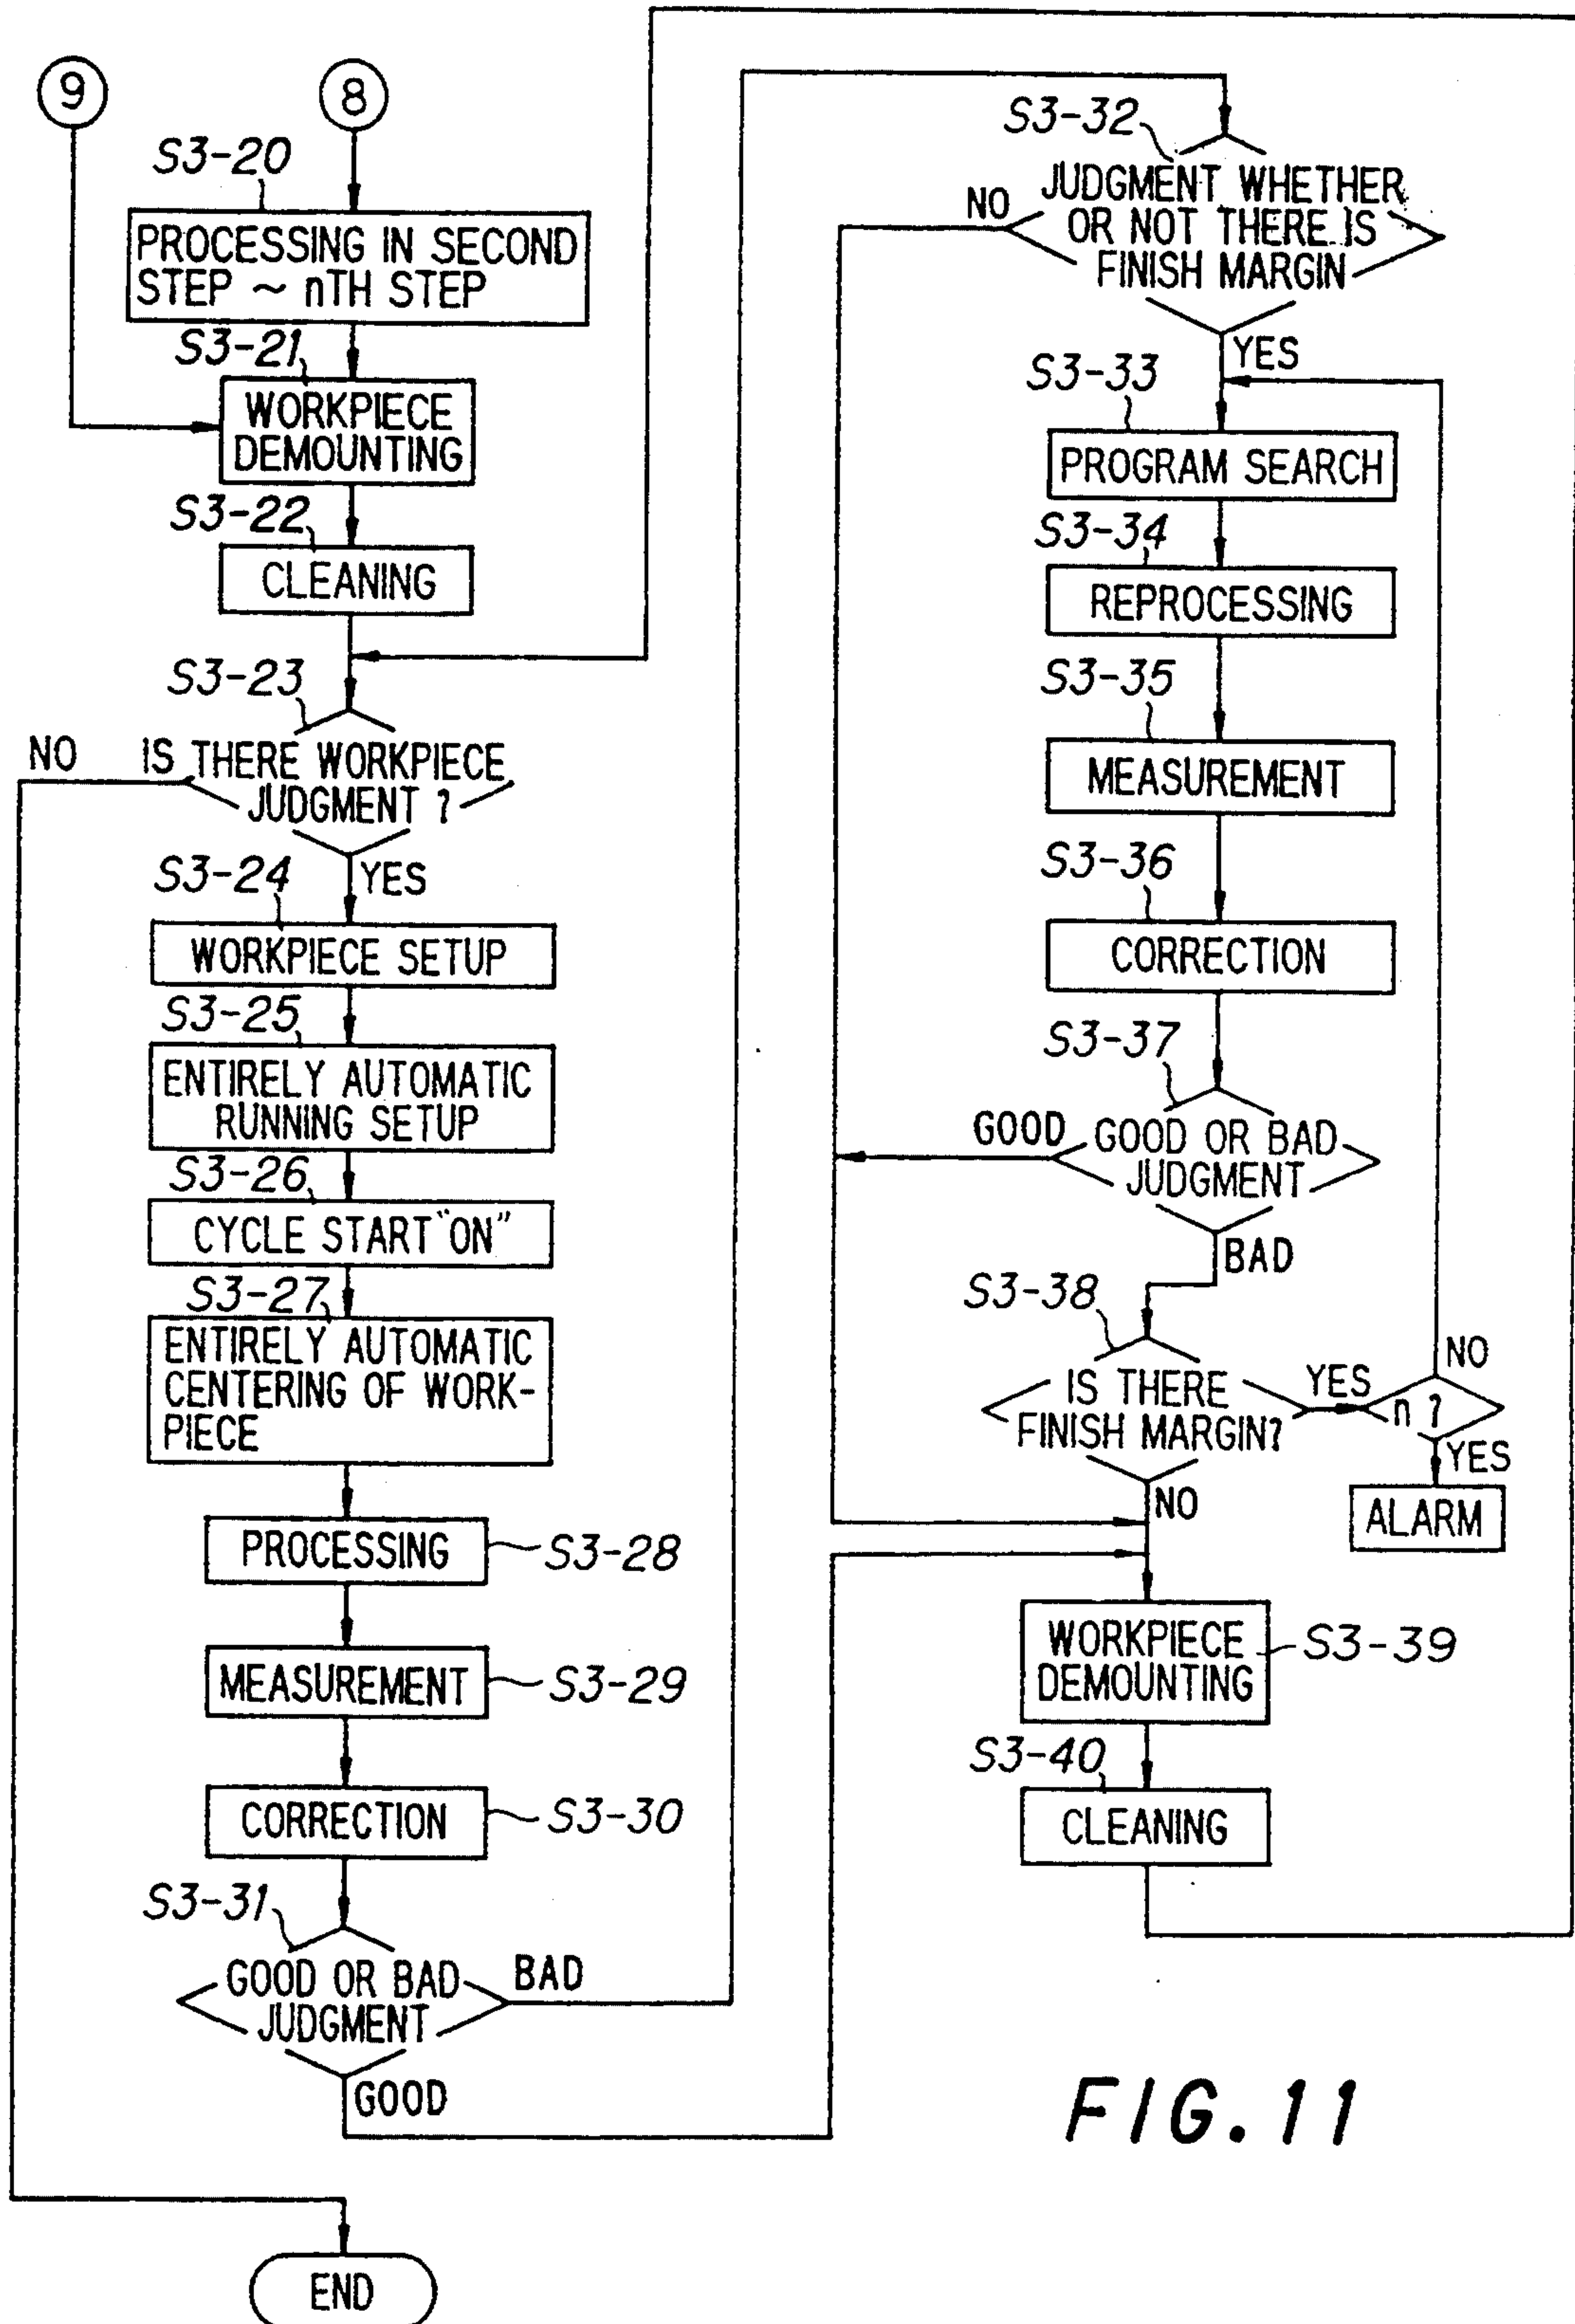 9
8
S3-20
PROCESSING IN SECOND
STEP ~ nTH STEP
S3-21
WORKPIECE
DEMOUNTING
S3-22
CLEANING
S3-23
NO
IS THERE WORKPIECE
JUDGMENT ?
YES
S3-24
WORKPIECE SETUP
S3-25
ENTIRELY AUTOMATIC
RUNNING SETUP
S3-26
CYCLE START "ON"
S3-27
ENTIRELY AUTOMATIC
CENTERING OF WORK-
PIECE
PROCESSING
S3-28
MEASUREMENT
S3-29
CORRECTION
S3-30
S3-31
GOOD OR BAD
JUDGMENT
BAD
GOOD
END
S3-32
NO
JUDGMENT WHETHER
OR NOT THERE IS
FINISH MARGIN
YES
S3-33
PROGRAM SEARCH
S3-34
REPROCESSING
S3-35
MEASUREMENT
S3-36
CORRECTION
S3-37
GOOD
GOOD OR BAD
JUDGMENT
BAD
S3-38
IS THERE
FINISH MARGIN?
YES
n ?
NO
YES
ALARM
NO
WORKPIECE
DEMOUNTING
S3-39
S3-40
CLEANING
FIG. 11